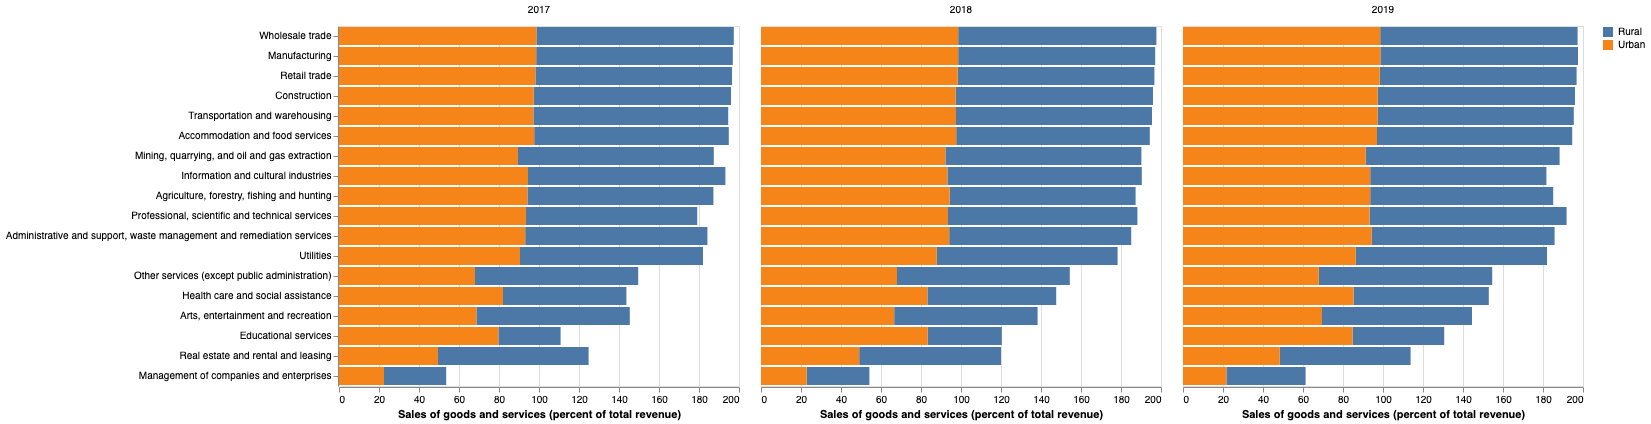 2017
2018
2019
Rural
Urban
Wholesale trade
Manufacturing
Retail trade
Construction
Transportation and warehousing
Accommodation and food services
Mining, quarrying, and oil and gas extraction
Information and cultural industries
Agriculture, forestry, fishing and hunting
Professional, scientific and technical services
Administrative and support, waste management and remediation services
Utilities
Other services (except public administration)
Health care and social assistance
Arts, entertainment and recreation
Educational services
Real estate and rental and leasing
Management of companies and enterprises
0 20 40 60 80 100 120 140 160 180 200
0 20 40 60 80 100 120 140 160 180 200
0 20 40 60 80 100 120 140 160 180 200
Sales of goods and services (percent of total revenue)
Sales of goods and services (percent of total revenue)
Sales of goods and services (percent of total revenue)